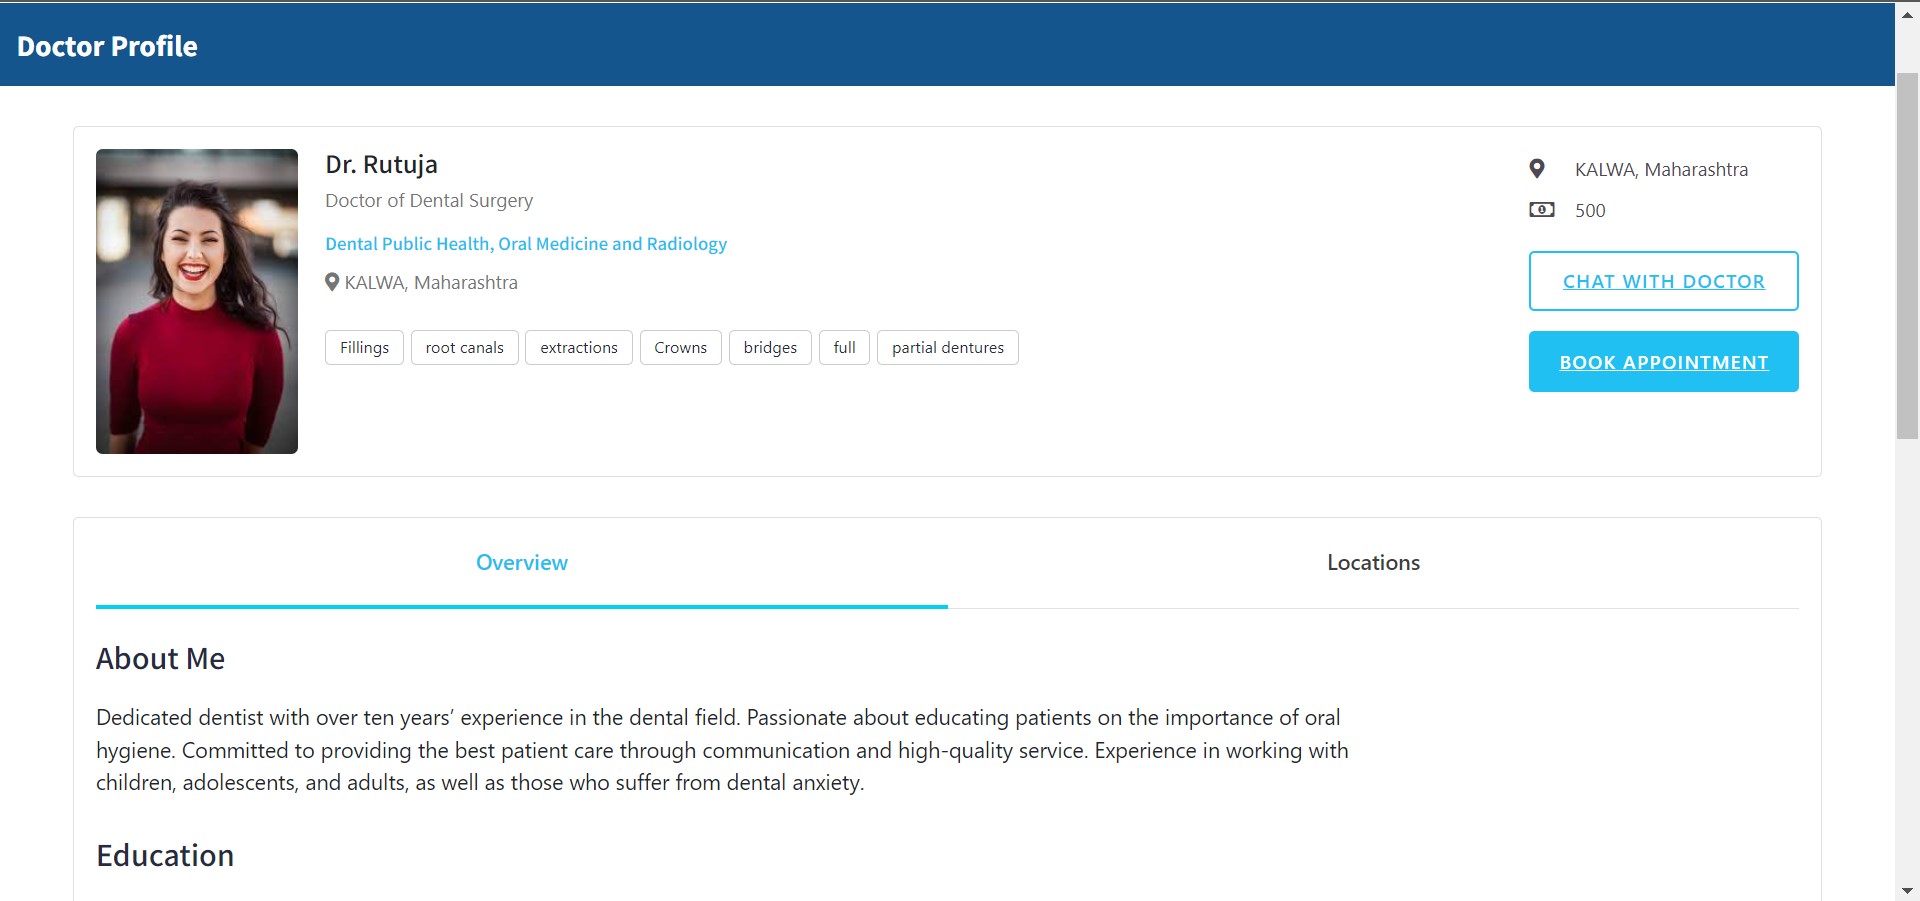 Doctor Profile
Dr. Rutuja
Doctor of Dental Surgery
Dental Public Health, Oral Medicine and Radiology
KALWA, Maharashtra
Fillings
root canals
extractions
Crowns
bridges
full
partial dentures
KALWA, Maharashtra
500
CHAT WITH DOCTOR
BOOK APPOINTMENT
Overview
Locations
About Me
Dedicated dentist with over ten years’ experience in the dental field. Passionate about educating patients on the importance of oral
hygiene. Committed to providing the best patient care through communication and high-quality service. Experience in working with
children, adolescents, and adults, as well as those who suffer from dental anxiety.
Education